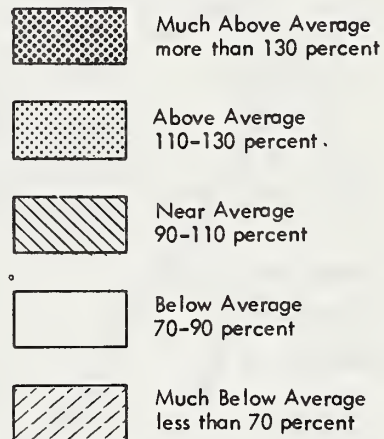 Much Above Average
more than 130 percent
Above Average
110-130 percent.
Near Average
90-110 percent
Below Average
70-90 percent
Much Below Average
less than 70 percent